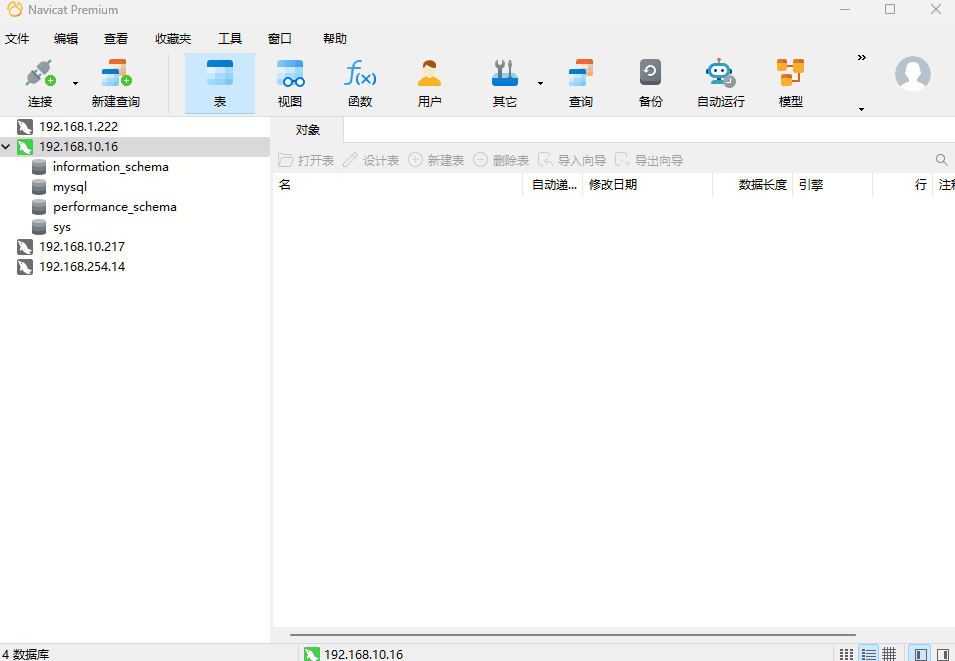 Navicat Premium
文件 编辑 查看 收藏夹 工具 窗口 帮助
连接 新建查询 表 视图 函数 用户 其它 查询 备份 自动运行 模型
192.168.1.222
192.168.10.16
information_schema
mysql
performance_schema
sys
192.168.10.217
192.168.254.14
对象
打开表 设计表 新建表 删除表 导入向导 导出向导
名 自动递... 修改日期 数据长度 引擎 行 注释
4 数据库 192.168.10.16